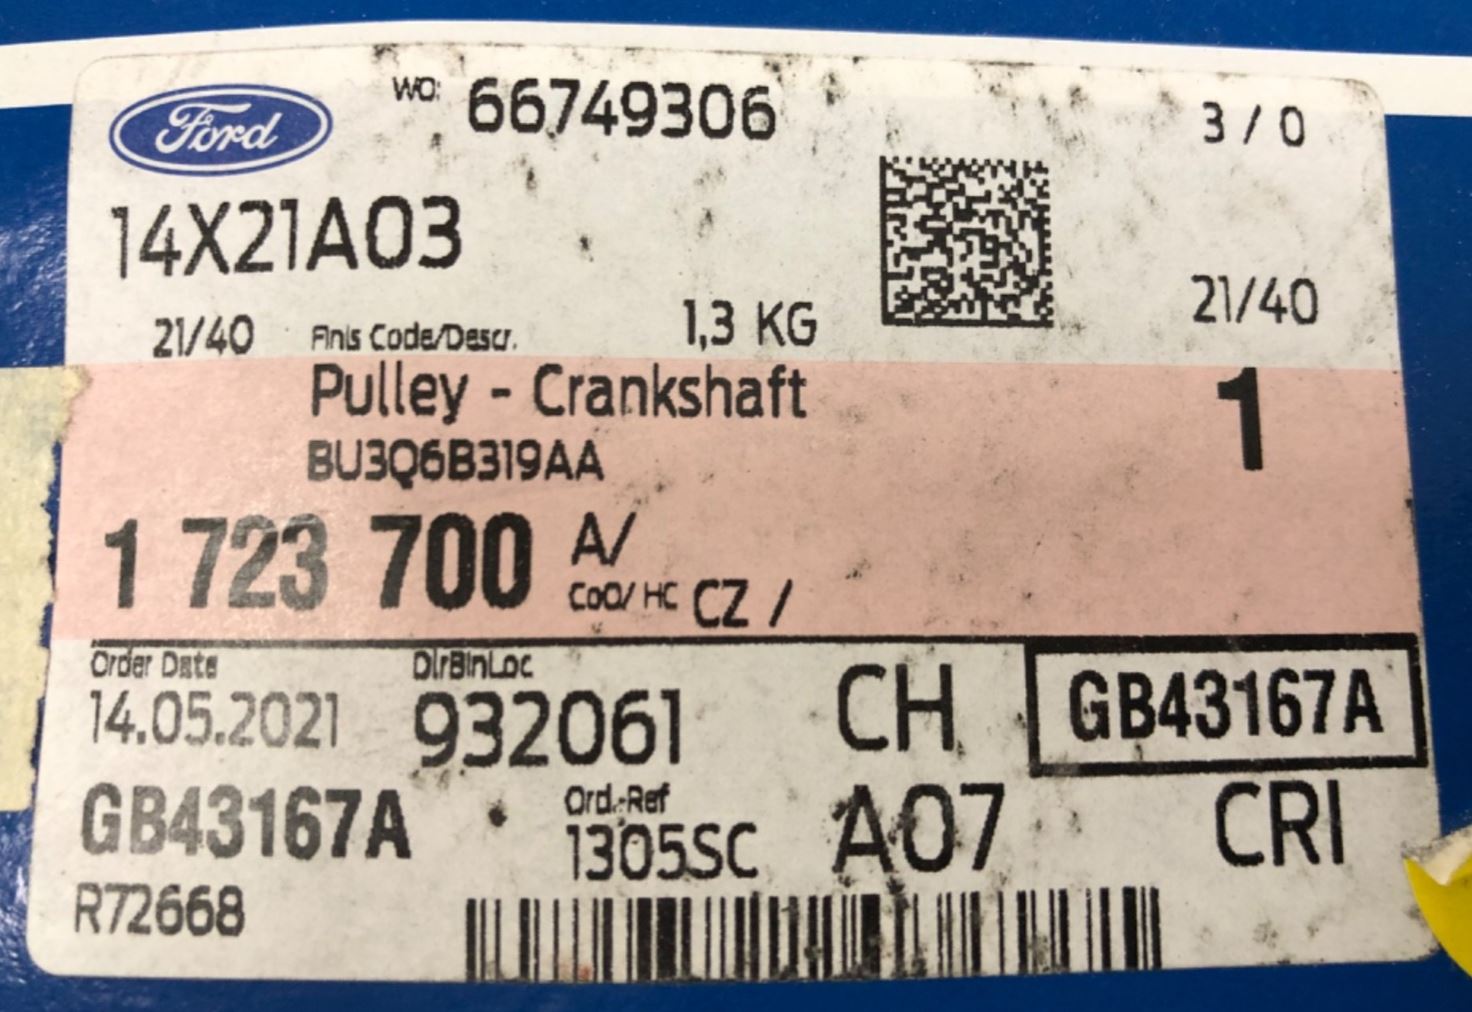 Ford
WO: 66749306
3 / 0
14X21A03
21/40
Finis Code/Descr.
1,3 KG
21/40
Pulley - Crankshaft
1
BU3Q6B319AA
1 723 700 A/
CoO/ HC CZ /
Order Date
DirBinLoc
14.05.2021
932061
CH
GB43167A
GB43167A
Ord.-Ref
1305SC
A07
CRI
R72668